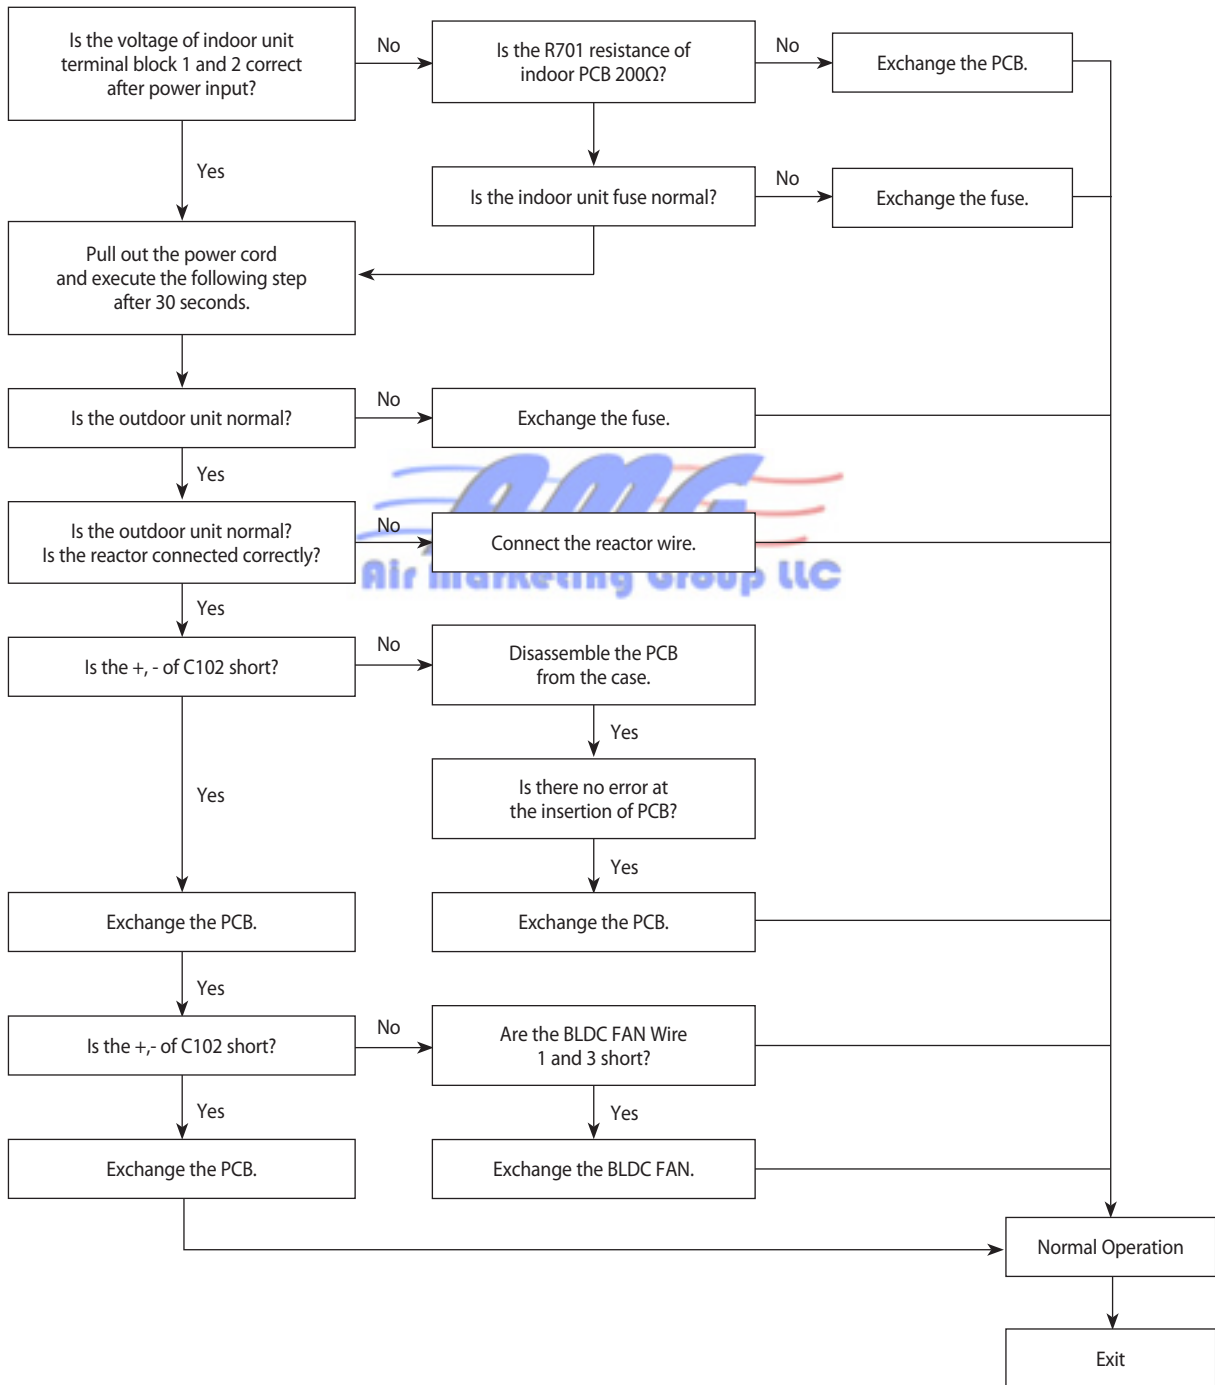 Is the voltage of indoor unit
terminal block 1 and 2 correct
after power input?
No
Is the R701 resistance of
indoor PCB 200Ω?
No
Exchange the PCB.
Yes
Is the indoor unit fuse normal?
No
Exchange the fuse.
Pull out the power cord
and execute the following step
after 30 seconds.
Is the outdoor unit normal?
No
Exchange the fuse.
Yes
Is the outdoor unit normal?
Is the reactor connected correctly?
No
Connect the reactor wire.
AMG
Air Marketing Group LLC
Yes
Is the +, - of C102 short?
No
Disassemble the PCB
from the case.
Yes
Yes
Is there no error at
the insertion of PCB?
Yes
Exchange the PCB.
Exchange the PCB.
Yes
Is the +,- of C102 short?
No
Are the BLDC FAN Wire
1 and 3 short?
Yes
Yes
Exchange the PCB.
Exchange the BLDC FAN.
Normal Operation
Exit